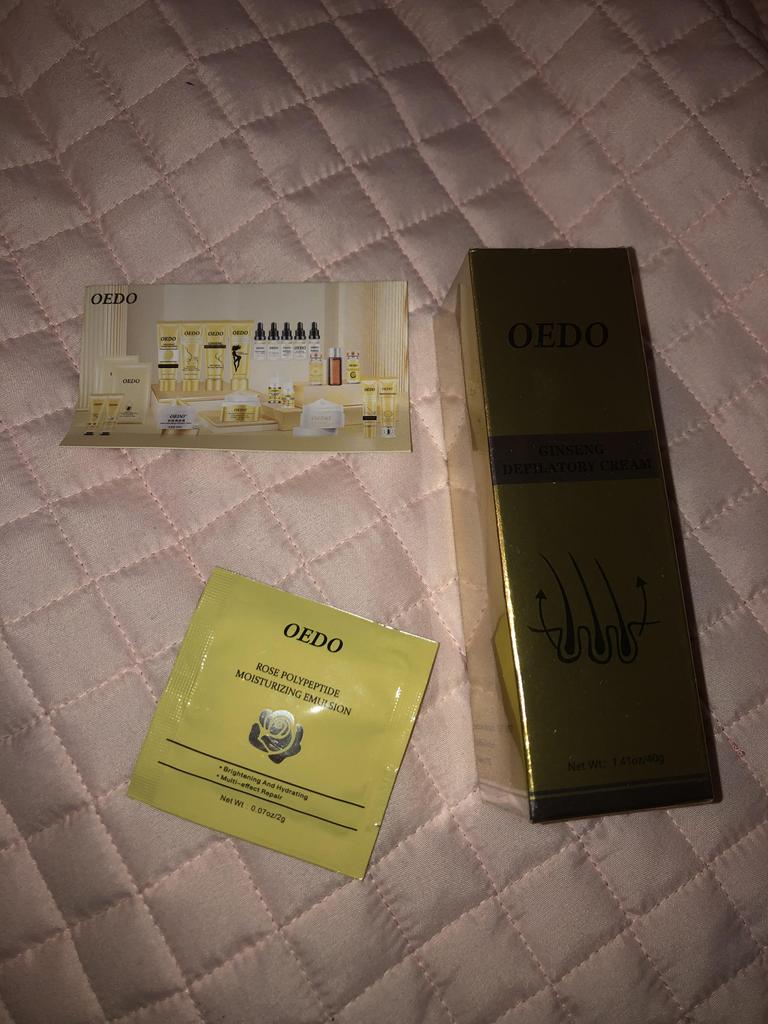 OEDO
OEDO
OEDO
GINSENG
DEPILATORY CREAM
Net Wt: 1.41oz/40g
OEDO
ROSE POLYPEPTIDE
MOISTURIZING EMULSION
• Brightening And Hydrating
• Multi-effect Repair
Net Wt : 0.07oz/2g